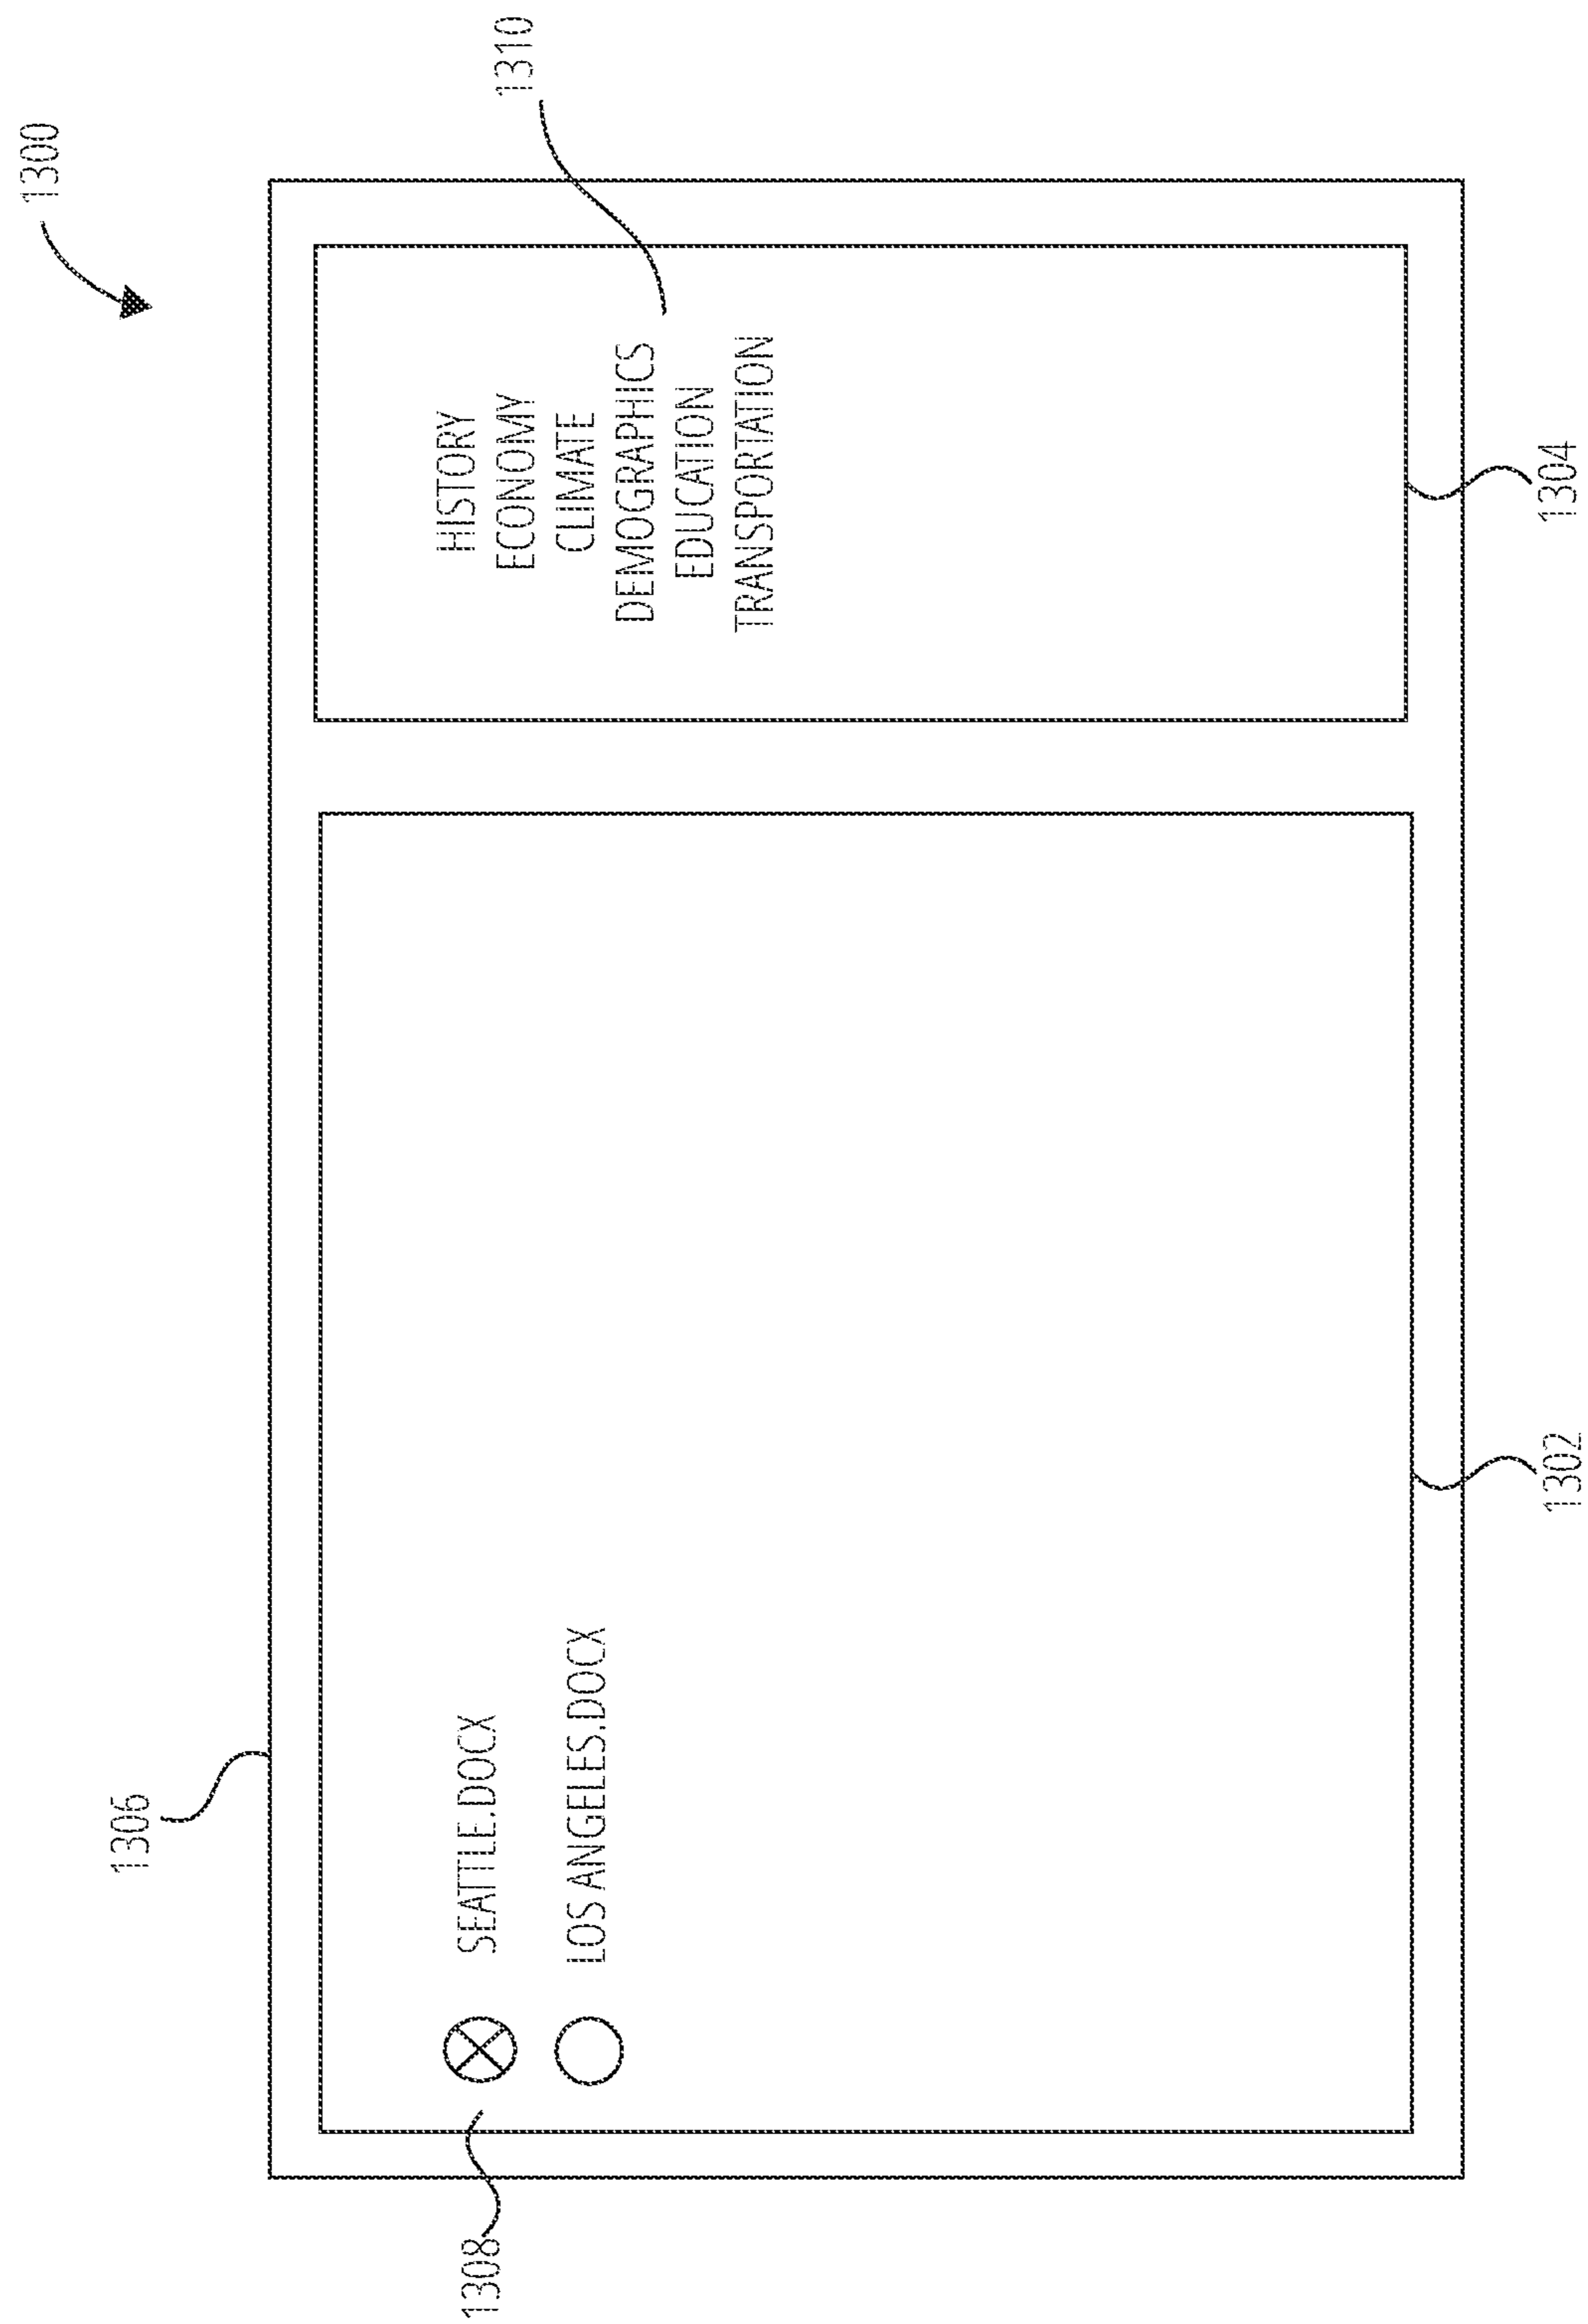 1300
1306
1310
1308
SEATTLE.DOCX
LOS ANGELES.DOCX
HISTORY
ECONOMY
CLIMATE
DEMOGRAPHICS
EDUCATION
TRANSPORTATION
1302
1304